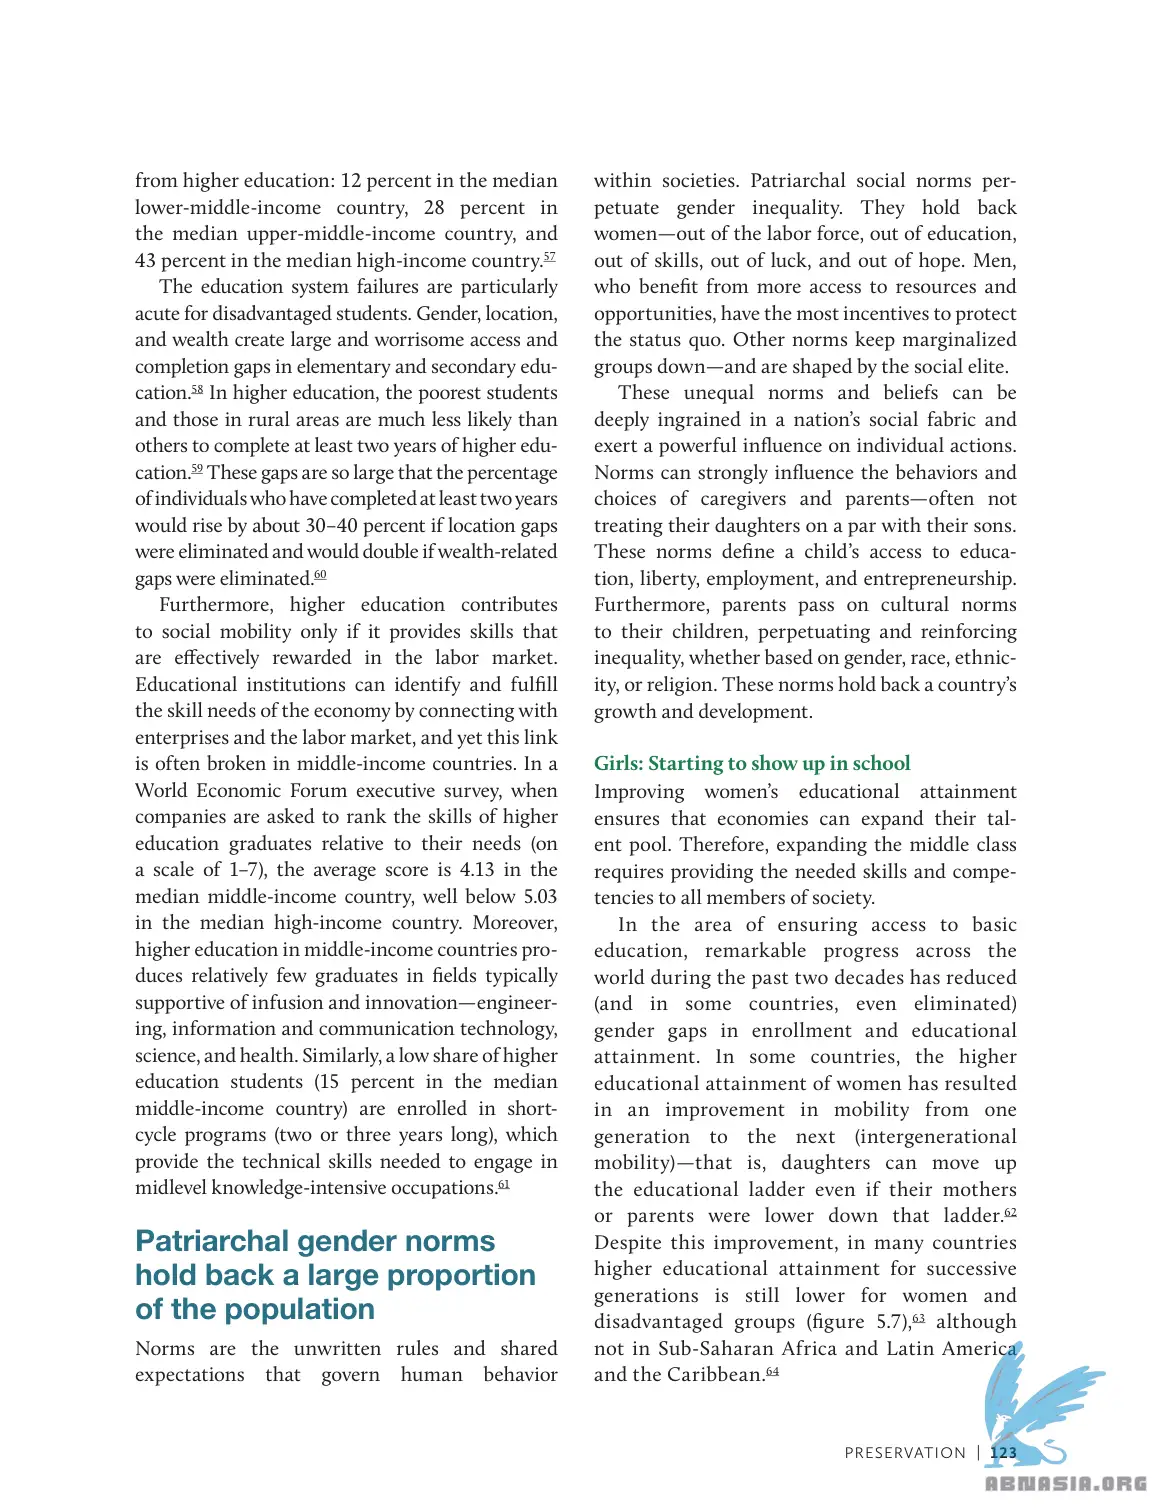 from higher education: 12 percent in the median
lower-middle-income country, 28 percent in
the median upper-middle-income country, and
43 percent in the median high-income country.57
The education system failures are particularly
acute for disadvantaged students. Gender, location,
and wealth create large and worrisome access and
completion gaps in elementary and secondary edu-
cation.58 In higher education, the poorest students
and those in rural areas are much less likely than
others to complete at least two years of higher edu-
cation.59 These gaps are so large that the percentage
of individuals who have completed at least two years
would rise by about 30–40 percent if location gaps
were eliminated and would double if wealth-related
gaps were eliminated.60
Furthermore, higher education contributes
to social mobility only if it provides skills that
are effectively rewarded in the labor market.
Educational institutions can identify and fulfill
the skill needs of the economy by connecting with
enterprises and the labor market, and yet this link
is often broken in middle-income countries. In a
World Economic Forum executive survey, when
companies are asked to rank the skills of higher
education graduates relative to their needs (on
a scale of 1–7), the average score is 4.13 in the
median middle-income country, well below 5.03
in the median high-income country. Moreover,
higher education in middle-income countries pro-
duces relatively few graduates in fields typically
supportive of infusion and innovation—engineer-
ing, information and communication technology,
science, and health. Similarly, a low share of higher
education students (15 percent in the median
middle-income country) are enrolled in short-
cycle programs (two or three years long), which
provide the technical skills needed to engage in
midlevel knowledge-intensive occupations.61
Patriarchal gender norms
hold back a large proportion
of the population
Norms are the unwritten rules and shared
expectations that govern human behavior
within societies. Patriarchal social norms per-
petuate gender inequality. They hold back
women—out of the labor force, out of education,
out of skills, out of luck, and out of hope. Men,
who benefit from more access to resources and
opportunities, have the most incentives to protect
the status quo. Other norms keep marginalized
groups down—and are shaped by the social elite.
These unequal norms and beliefs can be
deeply ingrained in a nation's social fabric and
exert a powerful influence on individual actions.
Norms can strongly influence the behaviors and
choices of caregivers and parents—often not
treating their daughters on a par with their sons.
These norms define a child's access to educa-
tion, liberty, employment, and entrepreneurship.
Furthermore, parents pass on cultural norms
to their children, perpetuating and reinforcing
inequality, whether based on gender, race, ethnic-
ity, or religion. These norms hold back a country's
growth and development.
Girls: Starting to show up in school
Improving women's educational attainment
ensures that economies can expand their tal-
ent pool. Therefore, expanding the middle class
requires providing the needed skills and compe-
tencies to all members of society.
In the area of ensuring access to basic
education, remarkable progress across the
world during the past two decades has reduced
(and in some countries, even eliminated)
gender gaps in enrollment and educational
attainment. In some countries, the higher
educational attainment of women has resulted
in an improvement in mobility from one
generation to the next (intergenerational
mobility)—that is, daughters can move up
the educational ladder even if their mothers
or parents were lower down that ladder.62
Despite this improvement, in many countries
higher educational attainment for successive
generations is still lower for women and
disadvantaged groups (figure 5.7),63 although
not in Sub-Saharan Africa and Latin America
and the Caribbean.64
PRESERVATION | 123
ABNASIA.ORG